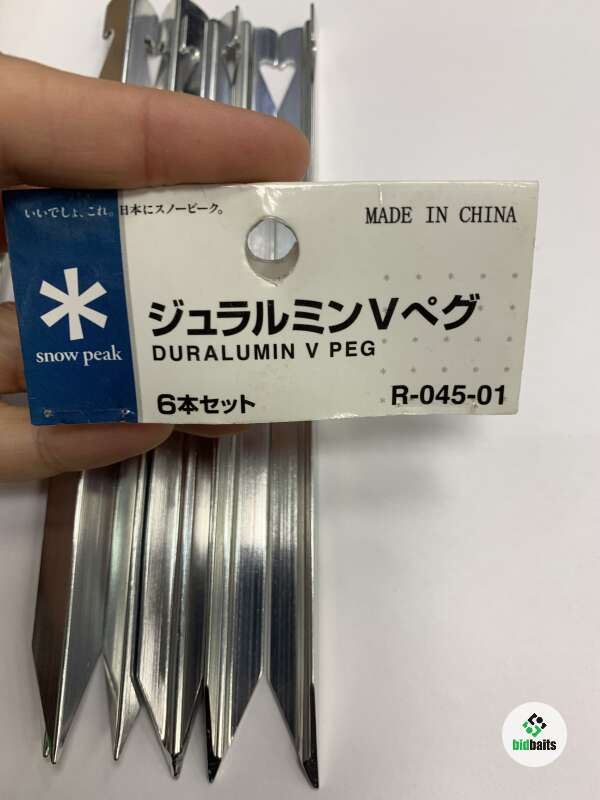 いいでしょ、これ。日本にスノーピーク。
MADE IN CHINA
snow peak
ジュラルミンVペグ
DURALUMIN V PEG
6本セット
R-045-01
bidbaits